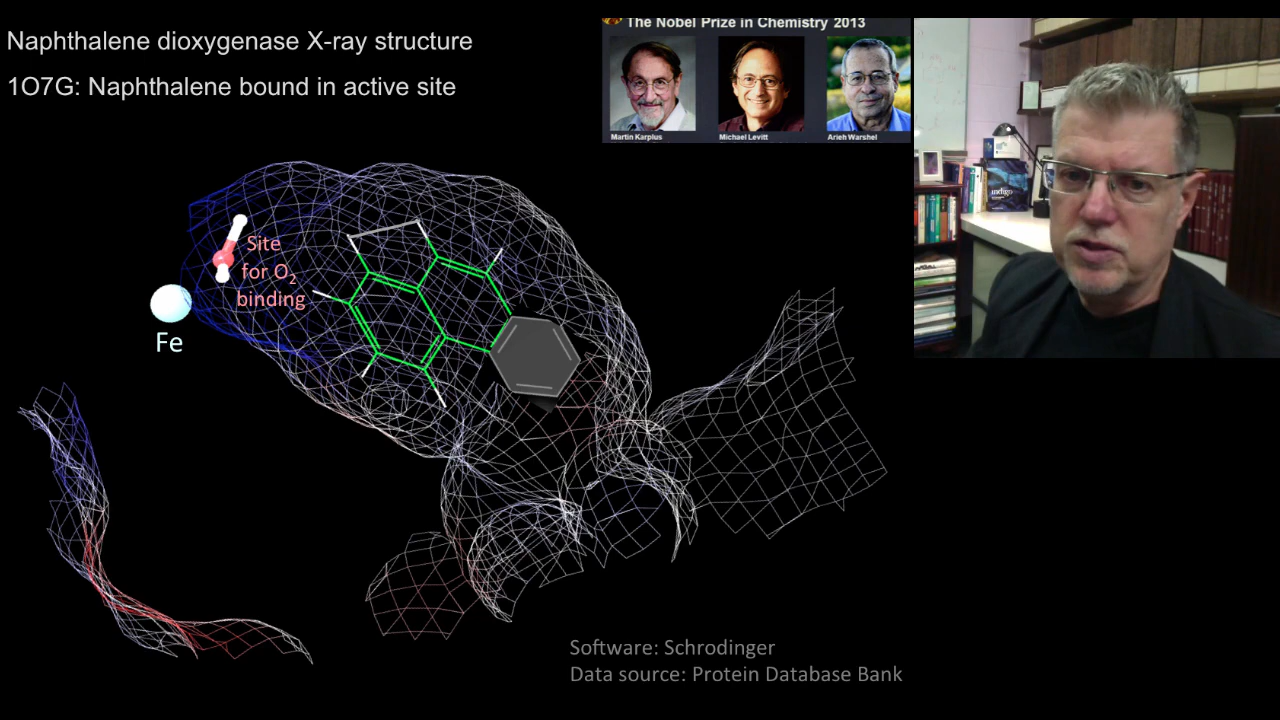 Naphthalene dioxygenase X-ray structure
1O7G: Naphthalene bound in active site
The Nobel Prize in Chemistry 2013
Martin Karplus
Michael Levitt
Arieh Warshel
indigo
Site
for O₂
binding
Fe
Software: Schrodinger
Data source: Protein Database Bank